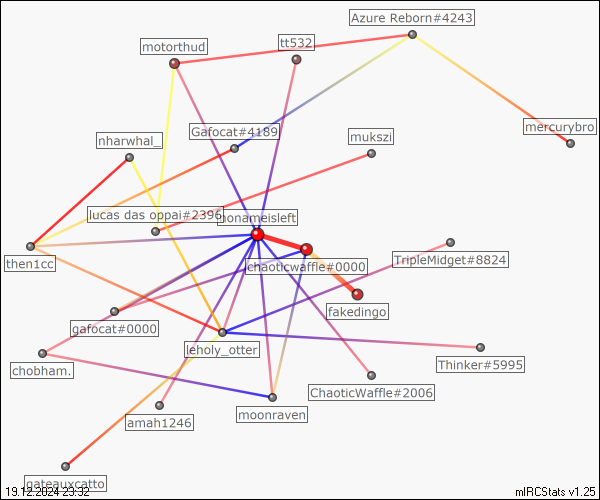 Azure Reborn#4243
tt532
motorthud
mercurybro
Gafocat#4189
nharwhal_
mukszi
lucas das oppai#2396
nonameisleft
then1cc
chaoticwaffle#0000
TripleMidget#8824
fakedingo
gafocat#0000
leholy_otter
Thinker#5995
chobham.
ChaoticWaffle#2006
moonraven
amah1246
gateauxcatto
19.12.2024 23:32
mIRCStats v1.25